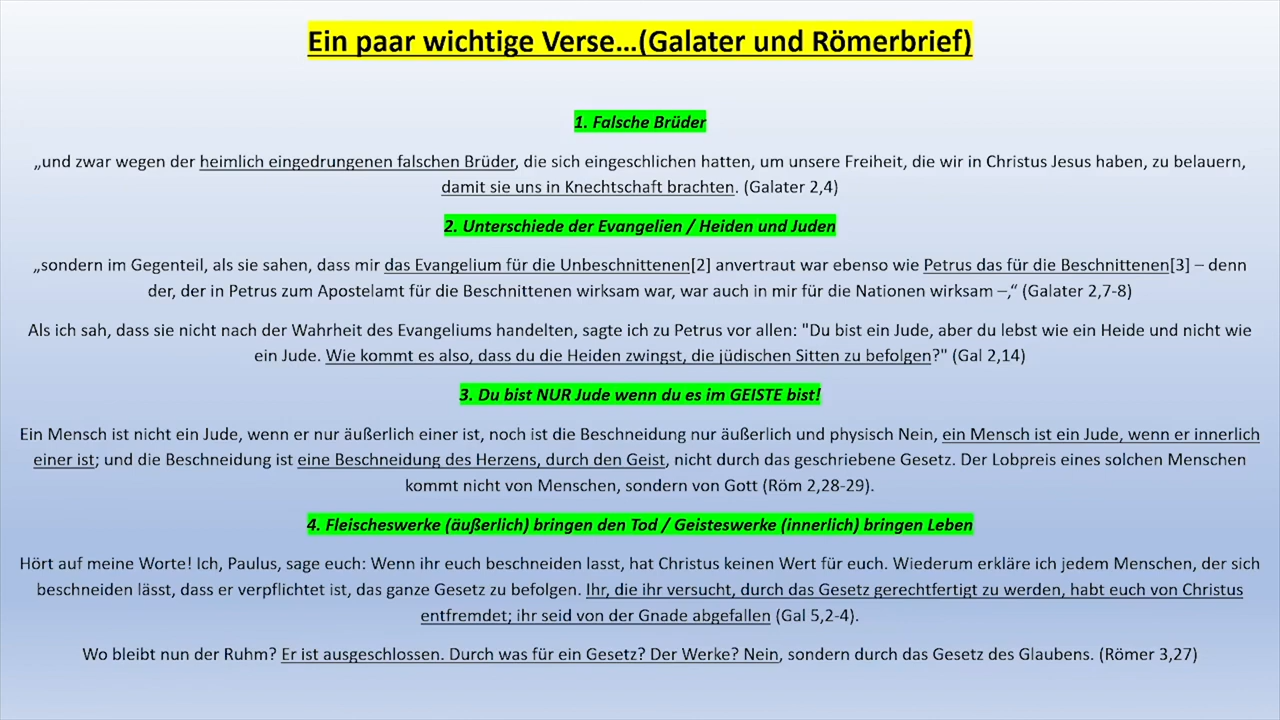 Ein paar wichtige Verse...(Galater und Römerbrief)
1. Falsche Brüder
„und zwar wegen der heimlich eingedrungenen falschen Brüder, die sich eingeschlichen hatten, um unsere Freiheit, die wir in Christus Jesus haben, zu belauern,
damit sie uns in Knechtschaft brachten. (Galater 2,4)
2. Unterschiede der Evangelien / Heiden und Juden
„sondern im Gegenteil, als sie sahen, dass mir das Evangelium für die Unbeschnittenen[2] anvertraut war ebenso wie Petrus das für die Beschnittenen[3] – denn
der, der in Petrus zum Apostelamt für die Beschnittenen wirksam war, war auch in mir für die Nationen wirksam –,“ (Galater 2,7-8)
Als ich sah, dass sie nicht nach der Wahrheit des Evangeliums handelten, sagte ich zu Petrus vor allen: "Du bist ein Jude, aber du lebst wie ein Heide und nicht wie
ein Jude. Wie kommt es also, dass du die Heiden zwingst, die jüdischen Sitten zu befolgen?" (Gal 2,14)
3. Du bist NUR Jude wenn du es im GEISTE bist!
Ein Mensch ist nicht ein Jude, wenn er nur äußerlich einer ist, noch ist die Beschneidung nur äußerlich und physisch Nein, ein Mensch ist ein Jude, wenn er innerlich
einer ist; und die Beschneidung ist eine Beschneidung des Herzens, durch den Geist, nicht durch das geschriebene Gesetz. Der Lobpreis eines solchen Menschen
kommt nicht von Menschen, sondern von Gott (Röm 2,28-29).
4. Fleischeswerke (äußerlich) bringen den Tod / Geisteswerke (innerlich) bringen Leben
Hört auf meine Worte! Ich, Paulus, sage euch: Wenn ihr euch beschneiden lasst, hat Christus keinen Wert für euch. Wiederum erkläre ich jedem Menschen, der sich
beschneiden lässt, dass er verpflichtet ist, das ganze Gesetz zu befolgen. Ihr, die ihr versucht, durch das Gesetz gerechtfertigt zu werden, habt euch von Christus
entfremdet; ihr seid von der Gnade abgefallen (Gal 5,2-4).
Wo bleibt nun der Ruhm? Er ist ausgeschlossen. Durch was für ein Gesetz? Der Werke? Nein, sondern durch das Gesetz des Glaubens. (Römer 3,27)